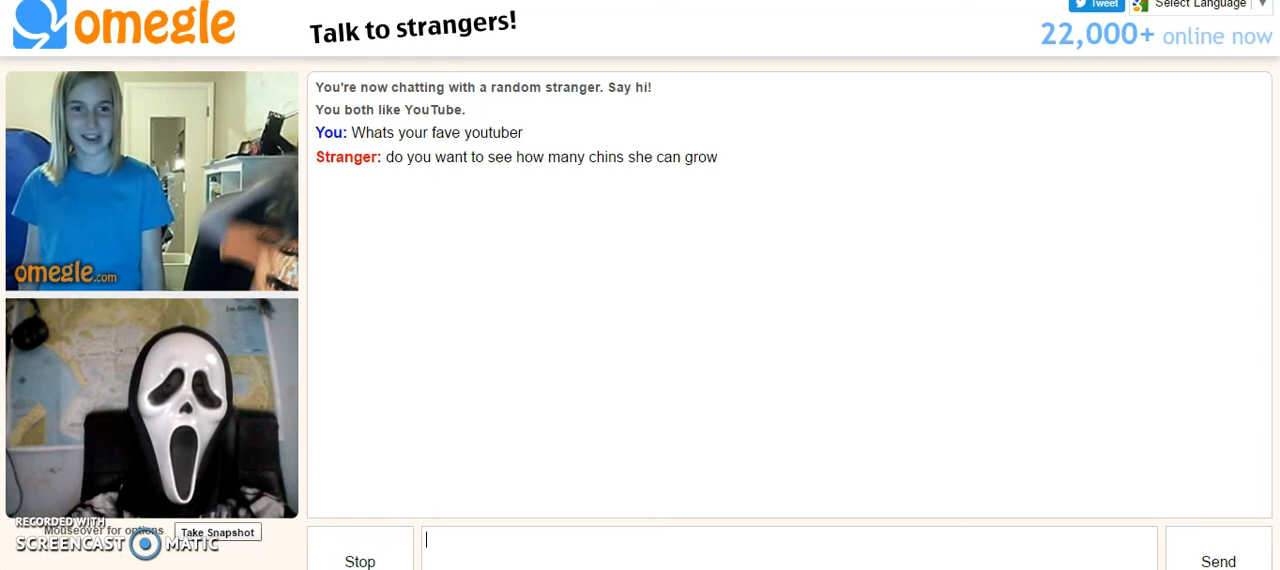 omegle
Talk to strangers!
Tweet
Select Language
22,000+ online now
You're now chatting with a random stranger. Say hi!
You both like YouTube.
You: Whats your fave youtuber
Stranger: do you want to see how many chins she can grow
omegle.com
RECORDED WITH
Mouseover for options
Take Snapshot
SCREENCAST MATIC
Stop
Send